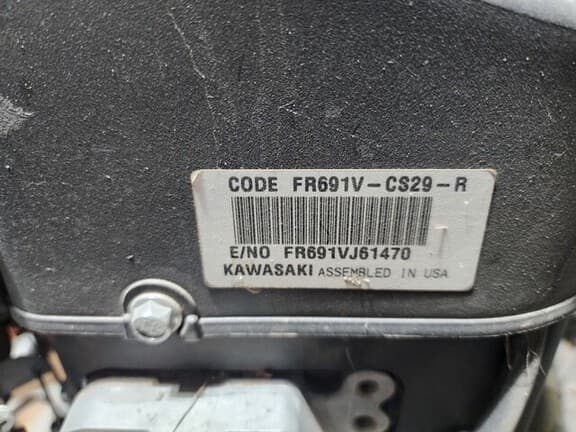 CODE FR691V-CS29-R
E/NO FR691VJ61470
KAWASAKI ASSEMBLED IN USA